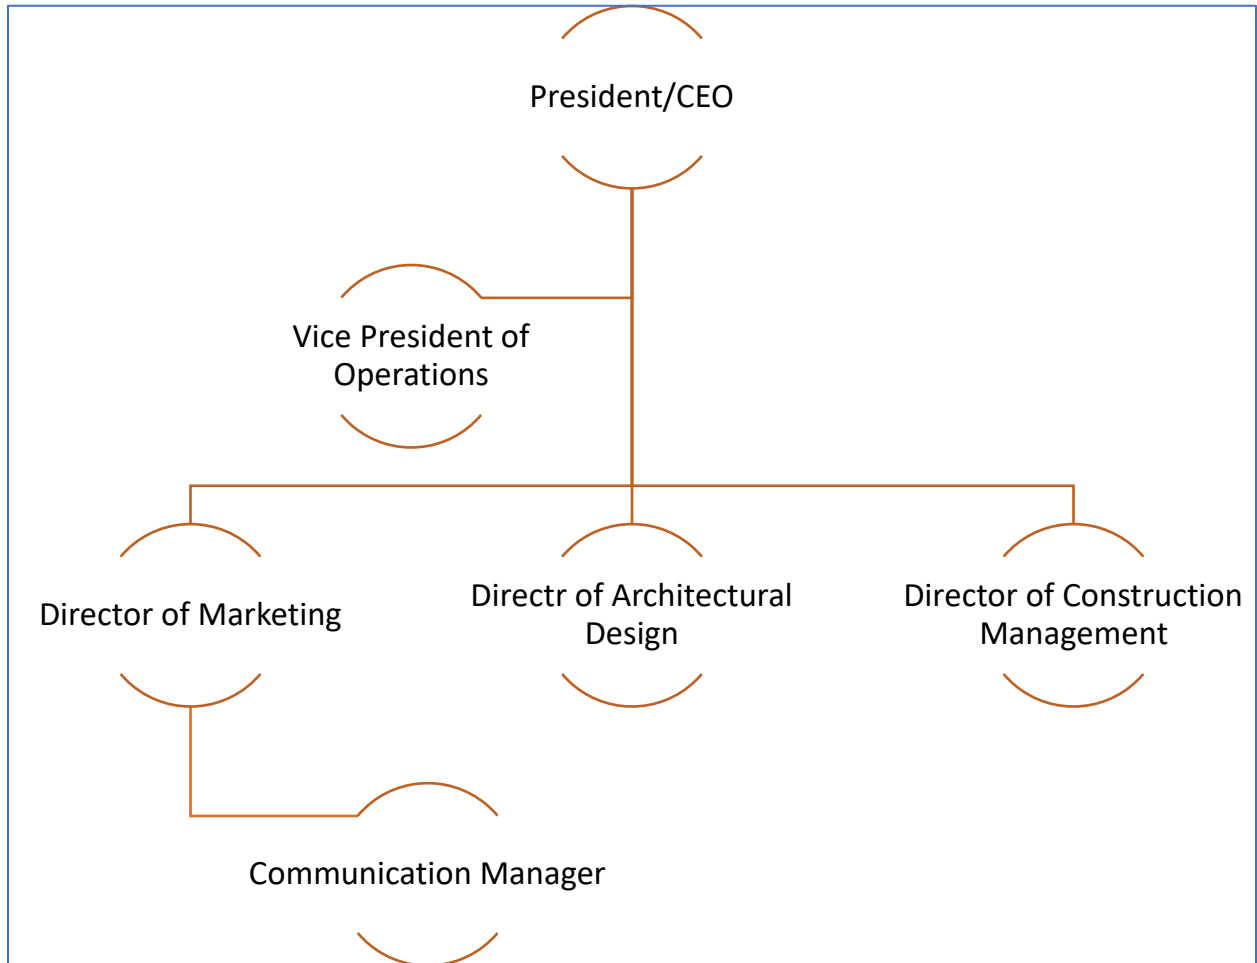 President/CEO
Vice President of
Operations
Director of Marketing
Directr of Architectural
Design
Director of Construction
Management
Communication Manager